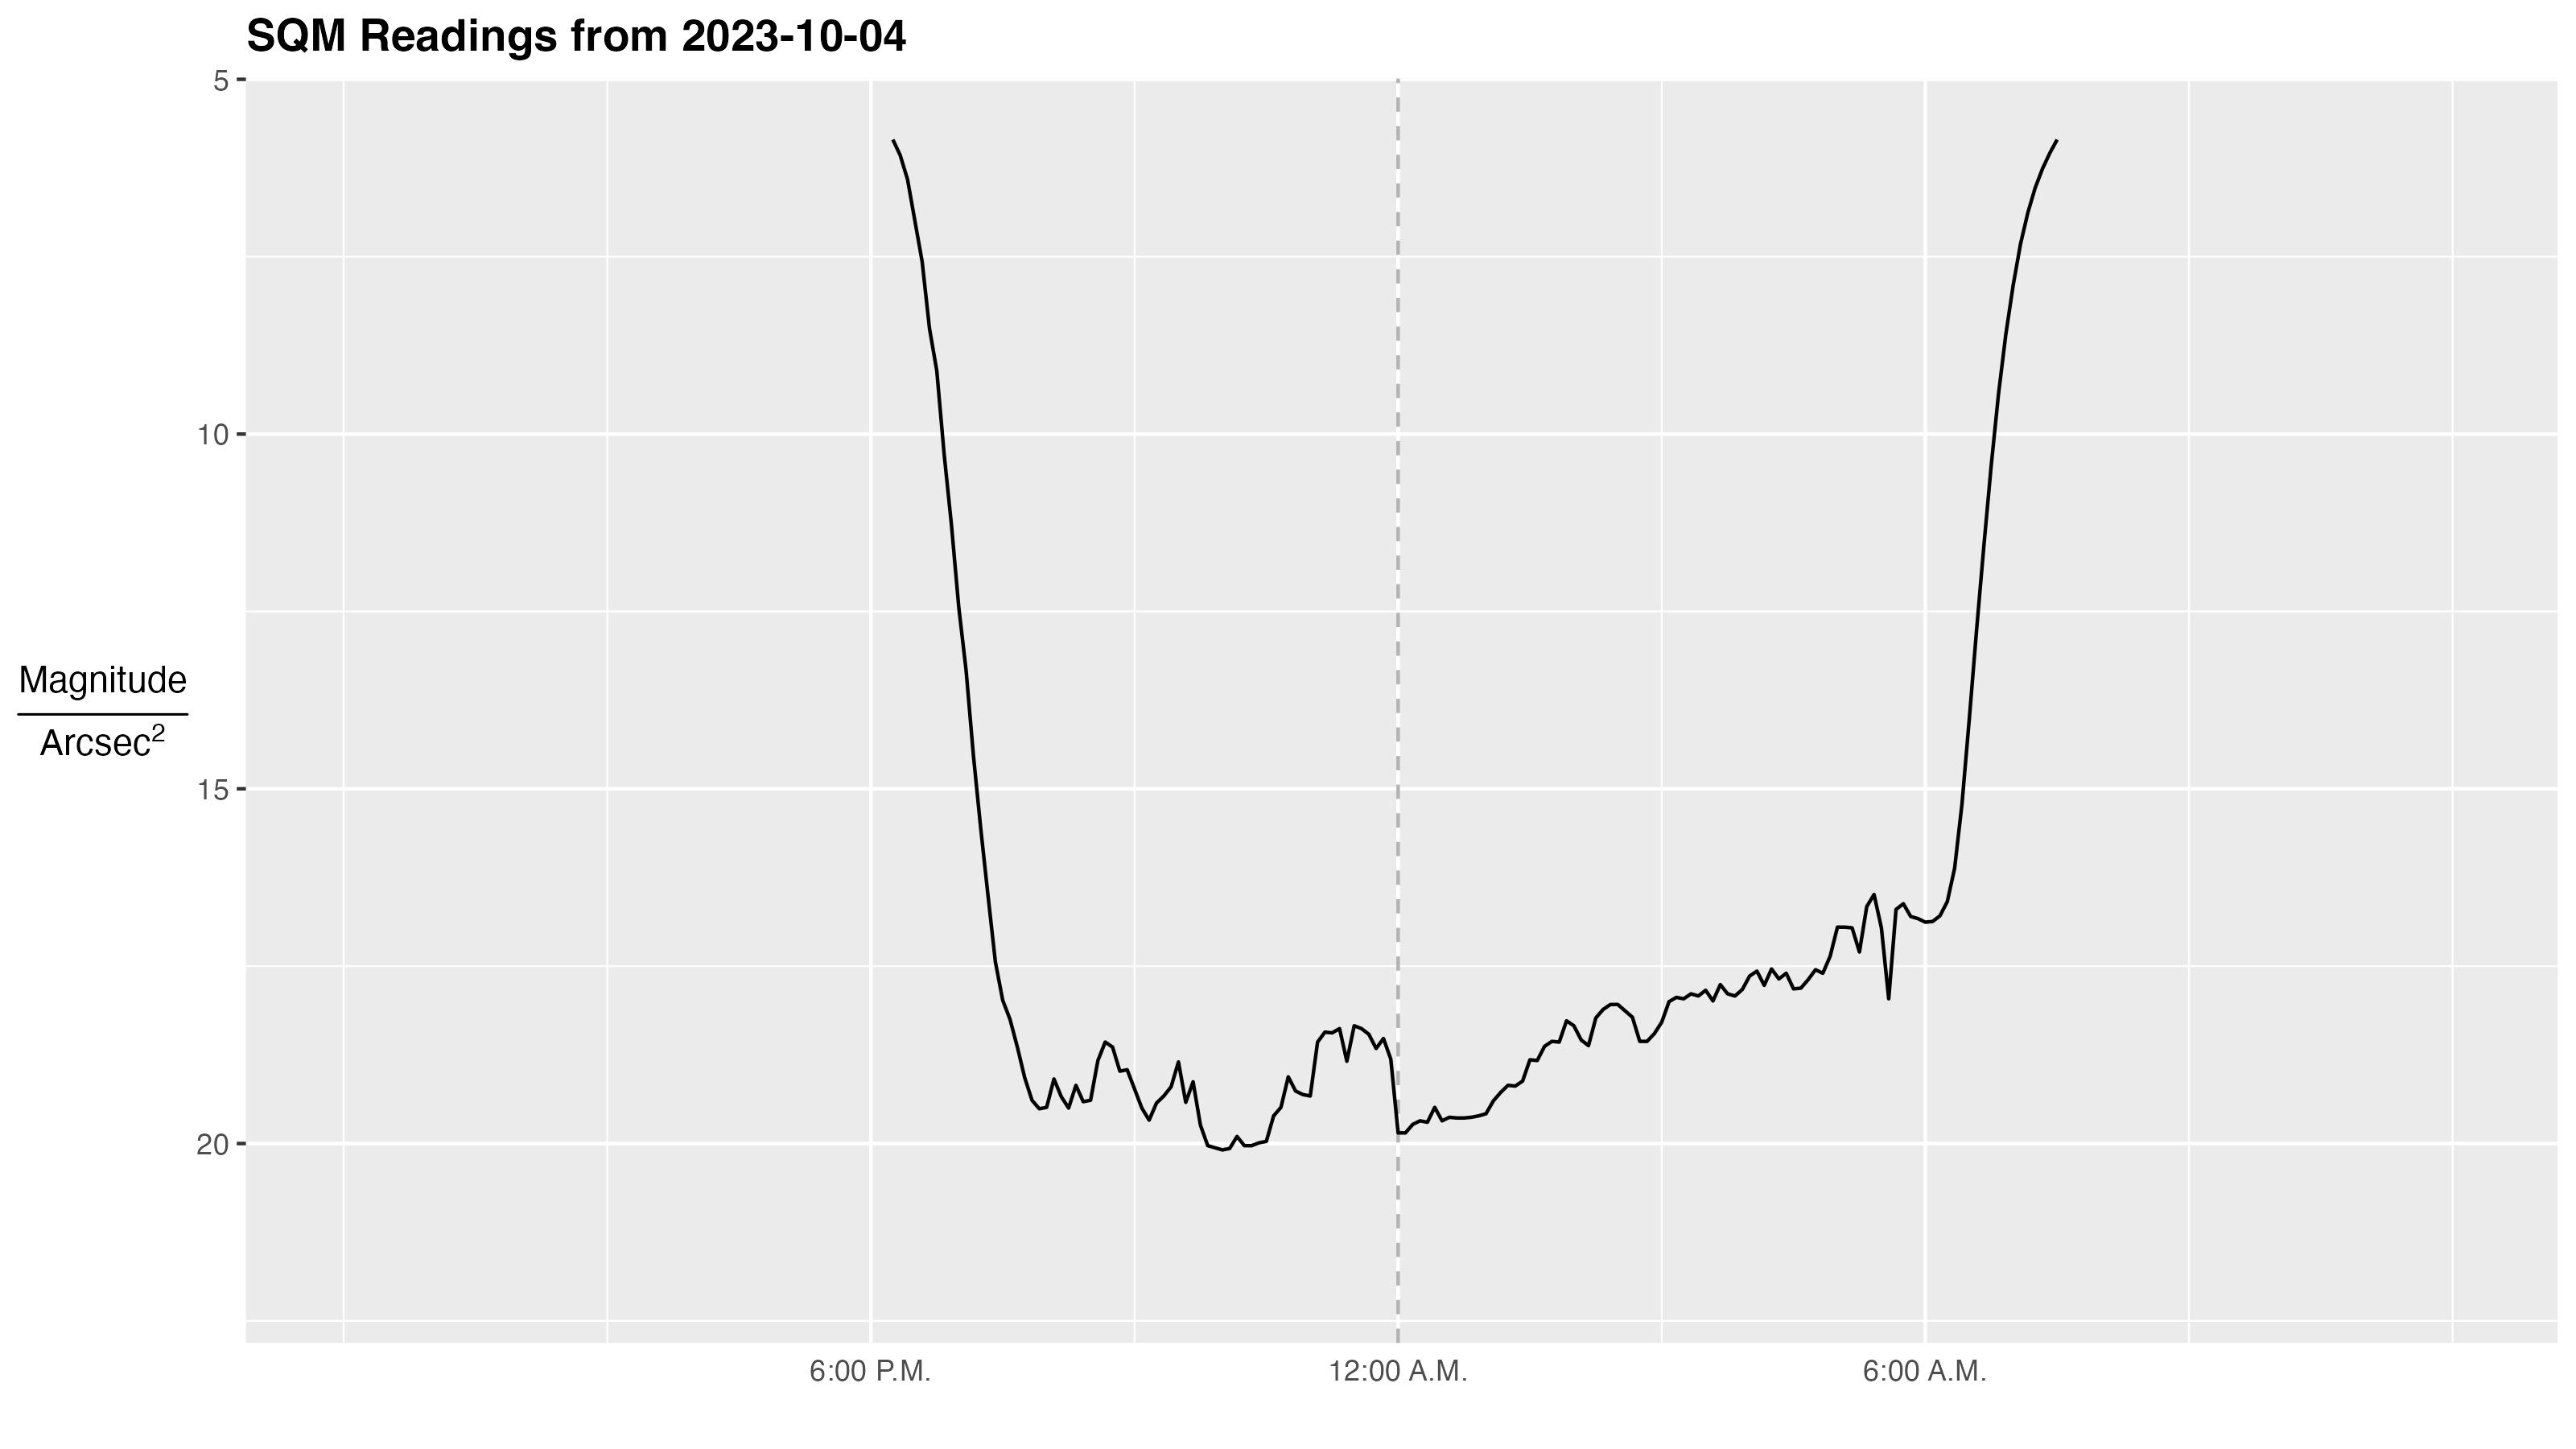 SQM Readings from 2023-10-04
5
10
15
20
Magnitude
Arcsec²
6:00 P.M.
12:00 A.M.
6:00 A.M.